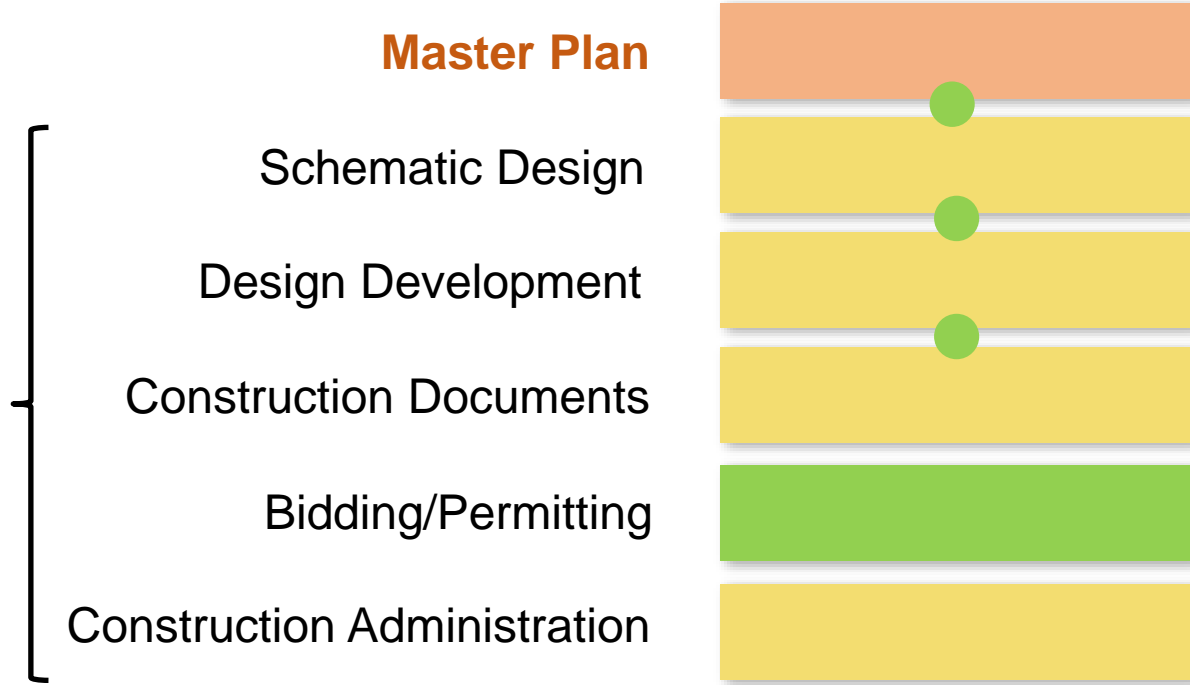 Master Plan
Schematic Design
Design Development
Construction Documents
Bidding/Permitting
Construction Administration